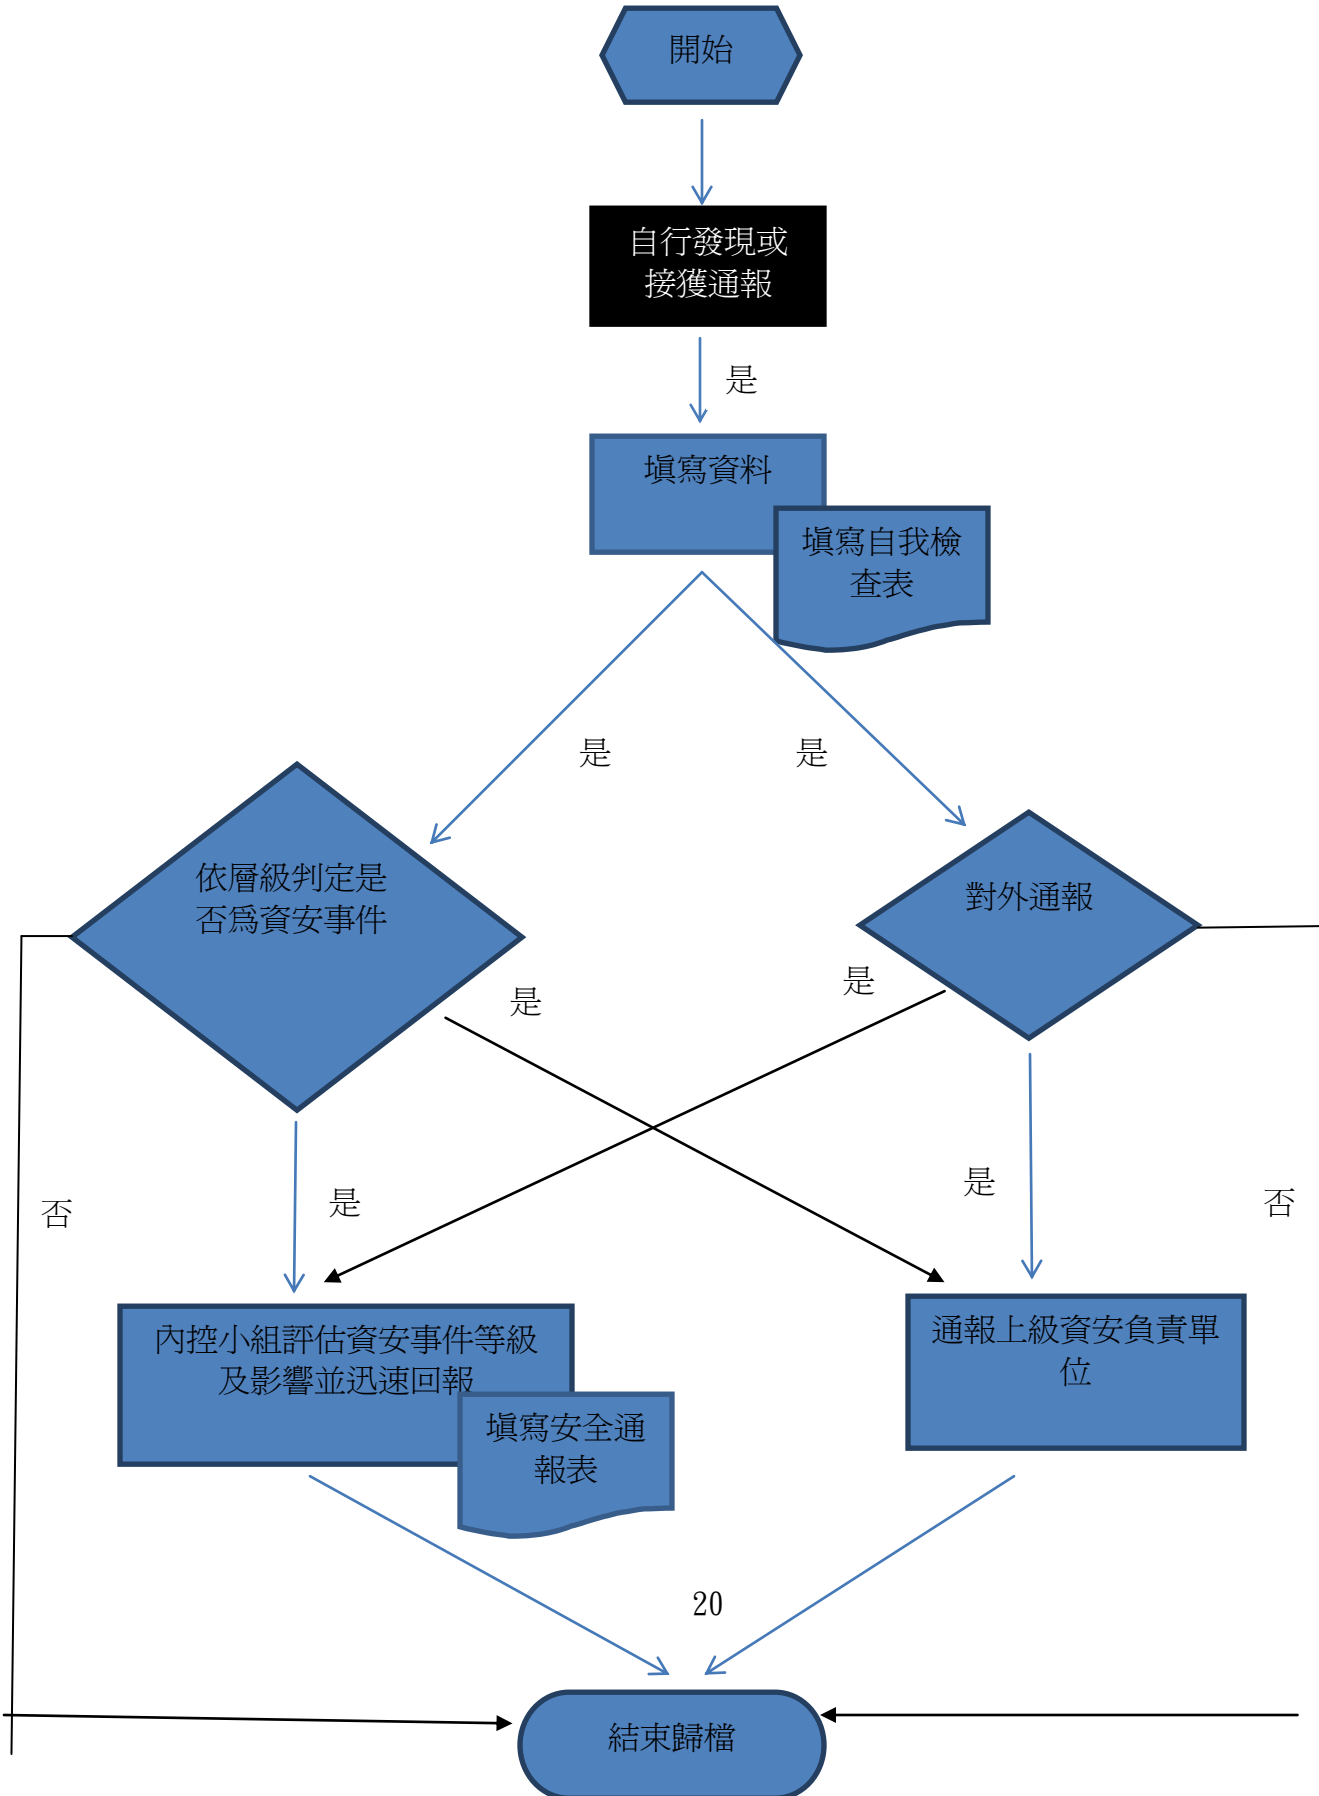 開始
自行發現或
接獲通報
是
填寫資料
填寫自我檢
查表
是
是
依層級判定是
否為資安事件
對外通報
是
是
是
是
否
否
內控小組評估資安事件等級
及影響並迅速回報
填寫安全通
報表
通報上級資安負責單
位
20
結束歸檔